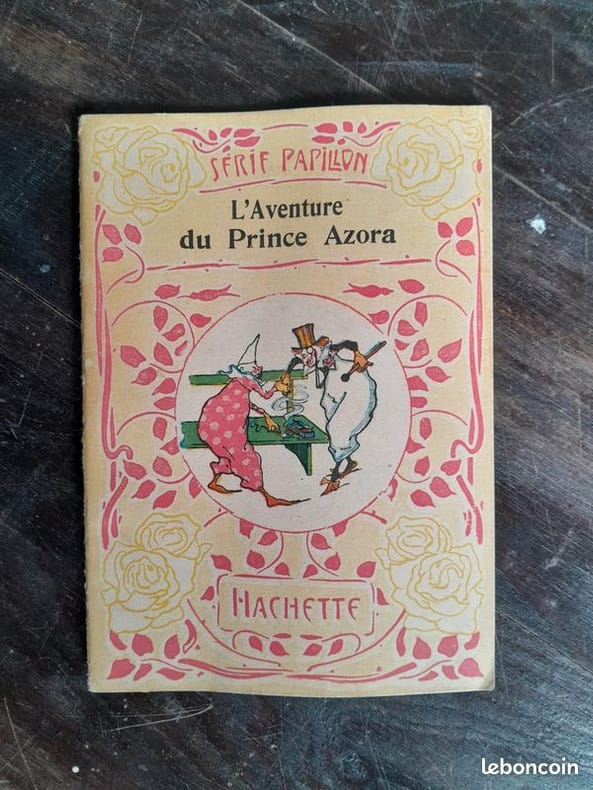 SÉRIE PAPILLON
L'Aventure
du Prince Azora
HACHETTE
leboncoin